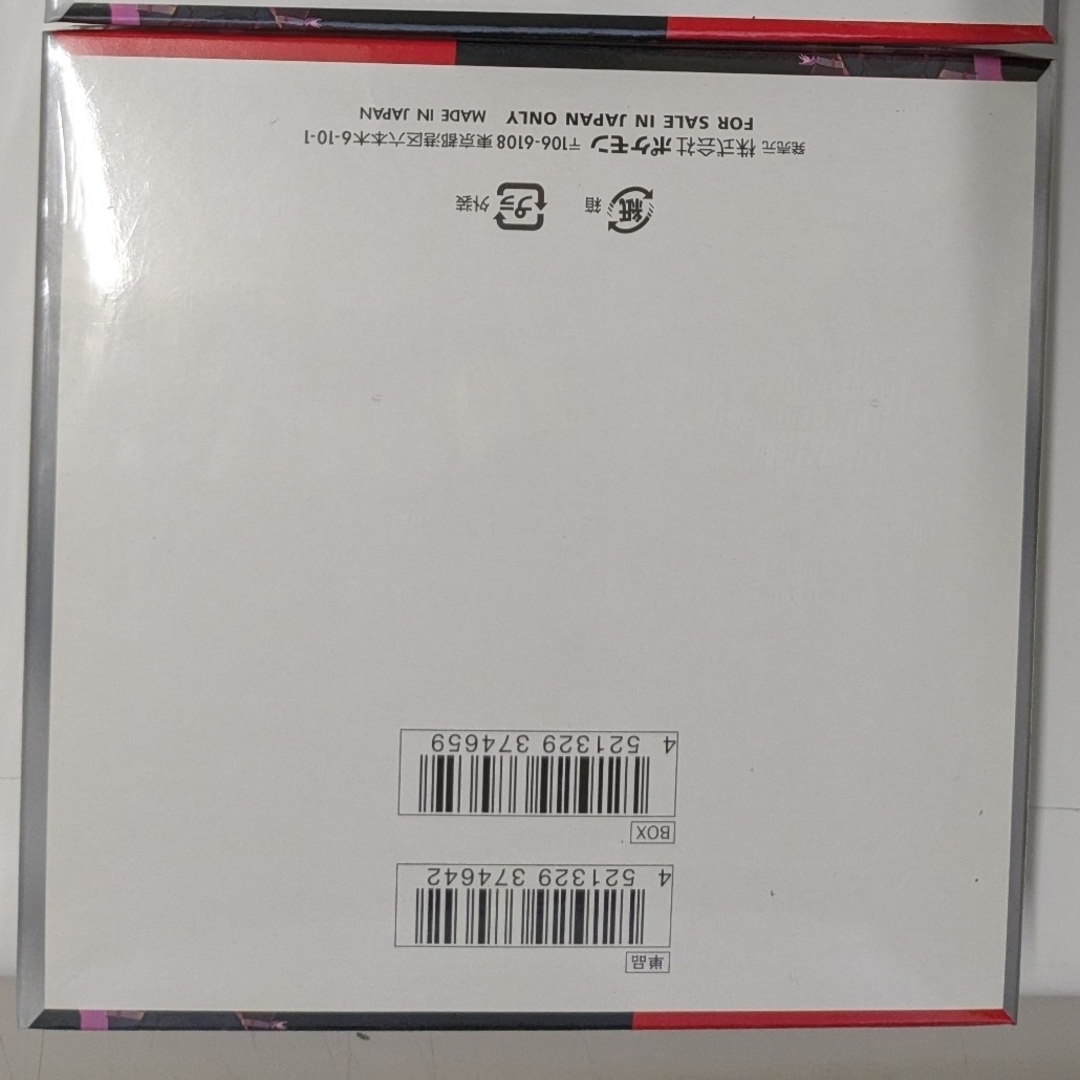 単品
4 521329 374642
BOX
4 521329 374659
紙 箱 プラ 外装
発売元 株式会社ポケモン 〒106-6108 東京都港区六本木6-10-1
FOR SALE IN JAPAN ONLY MADE IN JAPAN